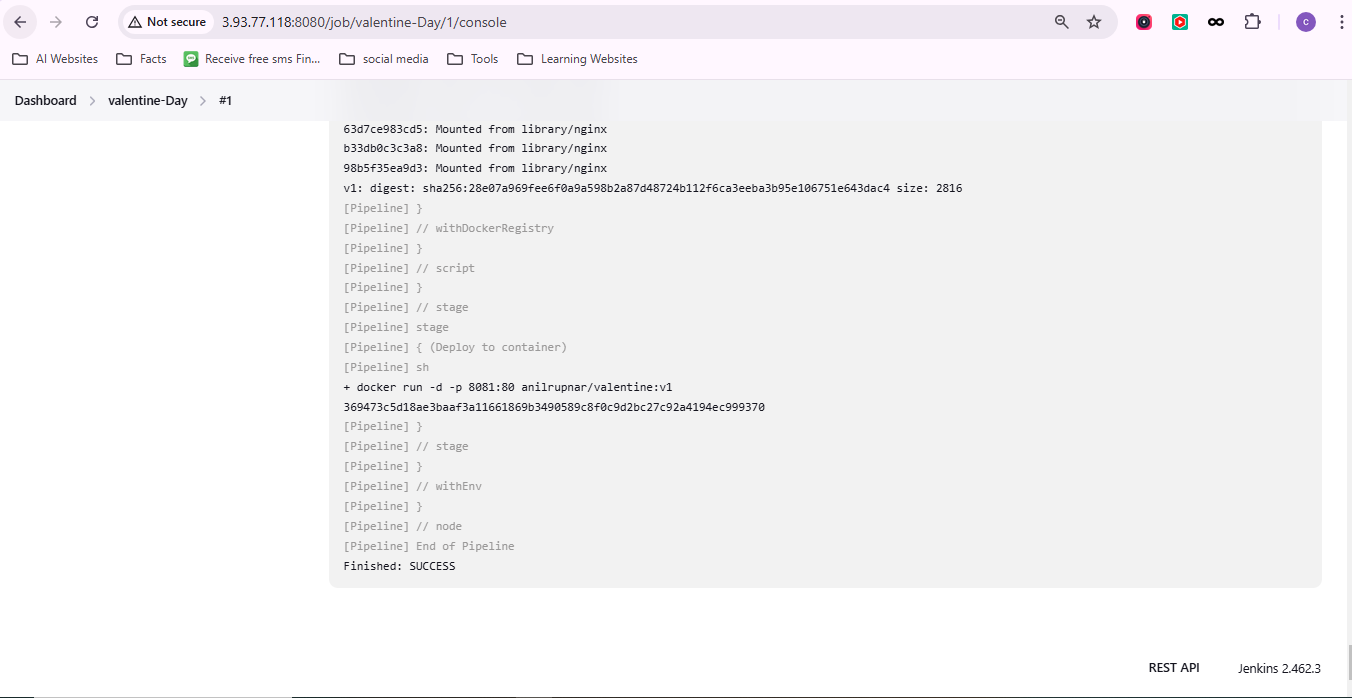 Not secure 3.93.77.118:8080/job/valentine-Day/1/console
C
AI Websites Facts Receive free sms Fin... social media Tools Learning Websites
Dashboard valentine-Day #1
63d7ce983cd5: Mounted from library/nginx
b33db0c3c3a8: Mounted from library/nginx
98b5f35ea9d3: Mounted from library/nginx
v1: digest: sha256:28e07a969fee6f0a9a598b2a87d48724b112f6ca3eeba3b95e106751e643dac4 size: 2816
[Pipeline] }
[Pipeline] // withDockerRegistry
[Pipeline] }
[Pipeline] // script
[Pipeline] }
[Pipeline] // stage
[Pipeline] stage
[Pipeline] { (Deploy to container)
[Pipeline] sh
+ docker run -d -p 8081:80 anilrupnar/valentine:v1
369473c5d18ae3baaf3a11661869b3490589c8f0c9d2bc27c92a4194ec999370
[Pipeline] }
[Pipeline] // stage
[Pipeline] }
[Pipeline] // withEnv
[Pipeline] }
[Pipeline] // node
[Pipeline] End of Pipeline
Finished: SUCCESS
REST API Jenkins 2.462.3